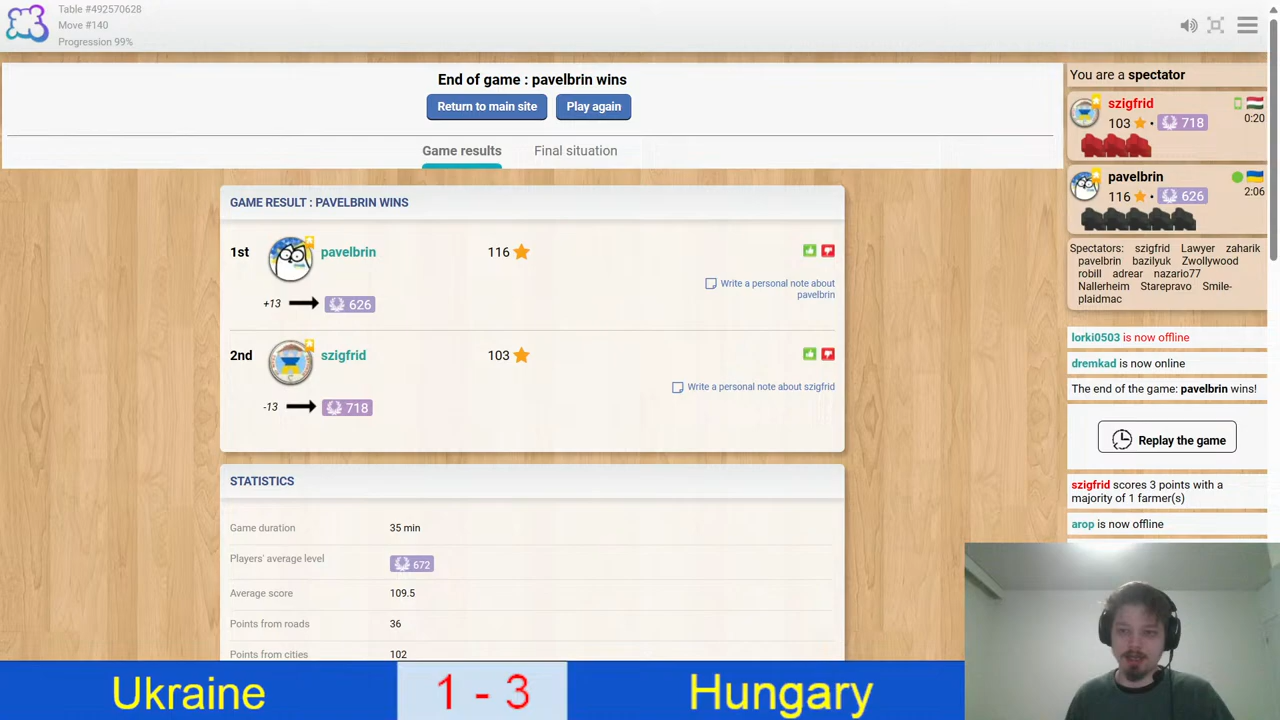 Table #492570628
Move #140
Progression 99%
End of game : pavelbrin wins
Return to main site
Play again
Game results
Final situation
GAME RESULT : PAVELBRIN WINS
1st
pavelbrin
116
Write a personal note about
pavelbrin
+13
626
2nd
szigfrid
103
Write a personal note about szigfrid
-13
718
STATISTICS
Game duration
35 min
Players' average level
672
Average score
109.5
Points from roads
36
Points from cities
102
You are a spectator
szigfrid
103 • 718
0:20
pavelbrin
116 • 626
2:06
Spectators: szigfrid Lawyer zaharik
pavelbrin bazilyuk Zwollywood
robill adrear nazario77
Nallerheim Starepravo Smile-
plaidmac
lorki0503 is now offline
dremkad is now online
The end of the game: pavelbrin wins!
Replay the game
szigfrid scores 3 points with a
majority of 1 farmer(s)
arop is now offline
Ukraine
1 - 3
Hungary